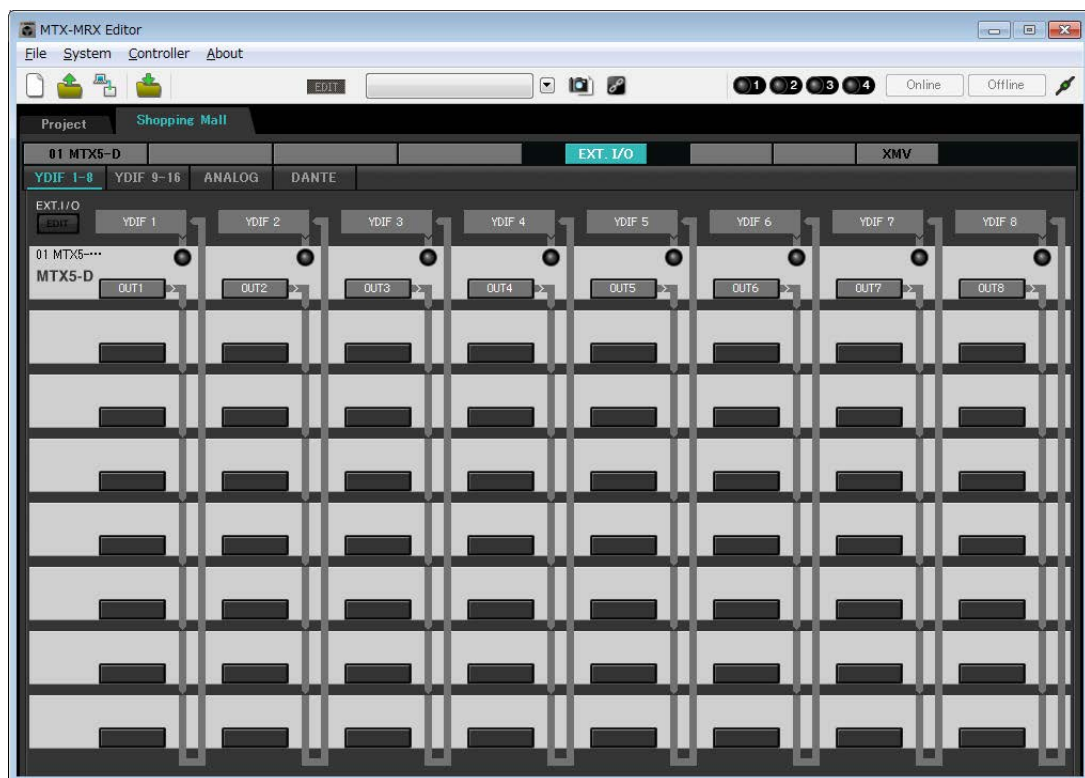 MTX-MRX Editor
File System Controller About
EDIT 1 2 3 4 Online Offline
Project Shopping Mall
01 MTX5-D EXT. I/O XMV
YDIF 1-8 YDIF 9-16 ANALOG DANTE
EXT.I/O
EDIT YDIF 1 YDIF 2 YDIF 3 YDIF 4 YDIF 5 YDIF 6 YDIF 7 YDIF 8
01 MTX5-···
MTX5-D
OUT1 OUT2 OUT3 OUT4 OUT5 OUT6 OUT7 OUT8